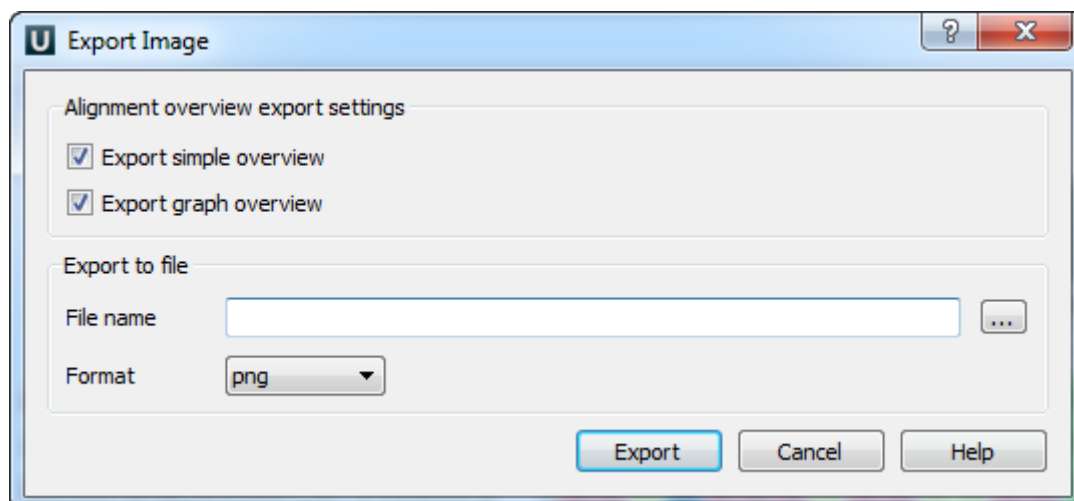 U Export Image
Alignment overview export settings
Export simple overview
Export graph overview
Export to file
File name ...
Format png
Export Cancel Help